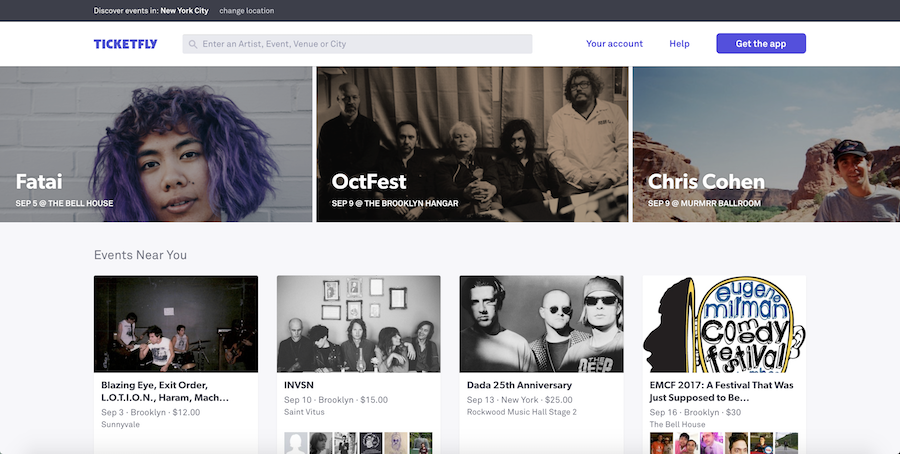 Discover events in: New York City change location
TICKETFLY
Enter an Artist, Event, Venue or City
Your account
Help
Get the app
Fatai
SEP 5 @ THE BELL HOUSE
OctFest
SEP 9 @ THE BROOKLYN HANGAR
Chris Cohen
SEP 9 @ MURMRR BALLROOM
Events Near You
Blazing Eye, Exit Order,
L.O.T.I.O.N., Haram, Mach...
Sep 3 · Brooklyn · $12.00
Sunnyvale
INVSN
Sep 10 · Brooklyn · $15.00
Saint Vitus
THE
DEEP
Dada 25th Anniversary
Sep 13 · New York · $25.00
Rockwood Music Hall Stage 2
eugene
mirman
comedy
festival
EMCF 2017: A Festival That Was
Just Supposed to Be...
Sep 16 · Brooklyn · $30
The Bell House